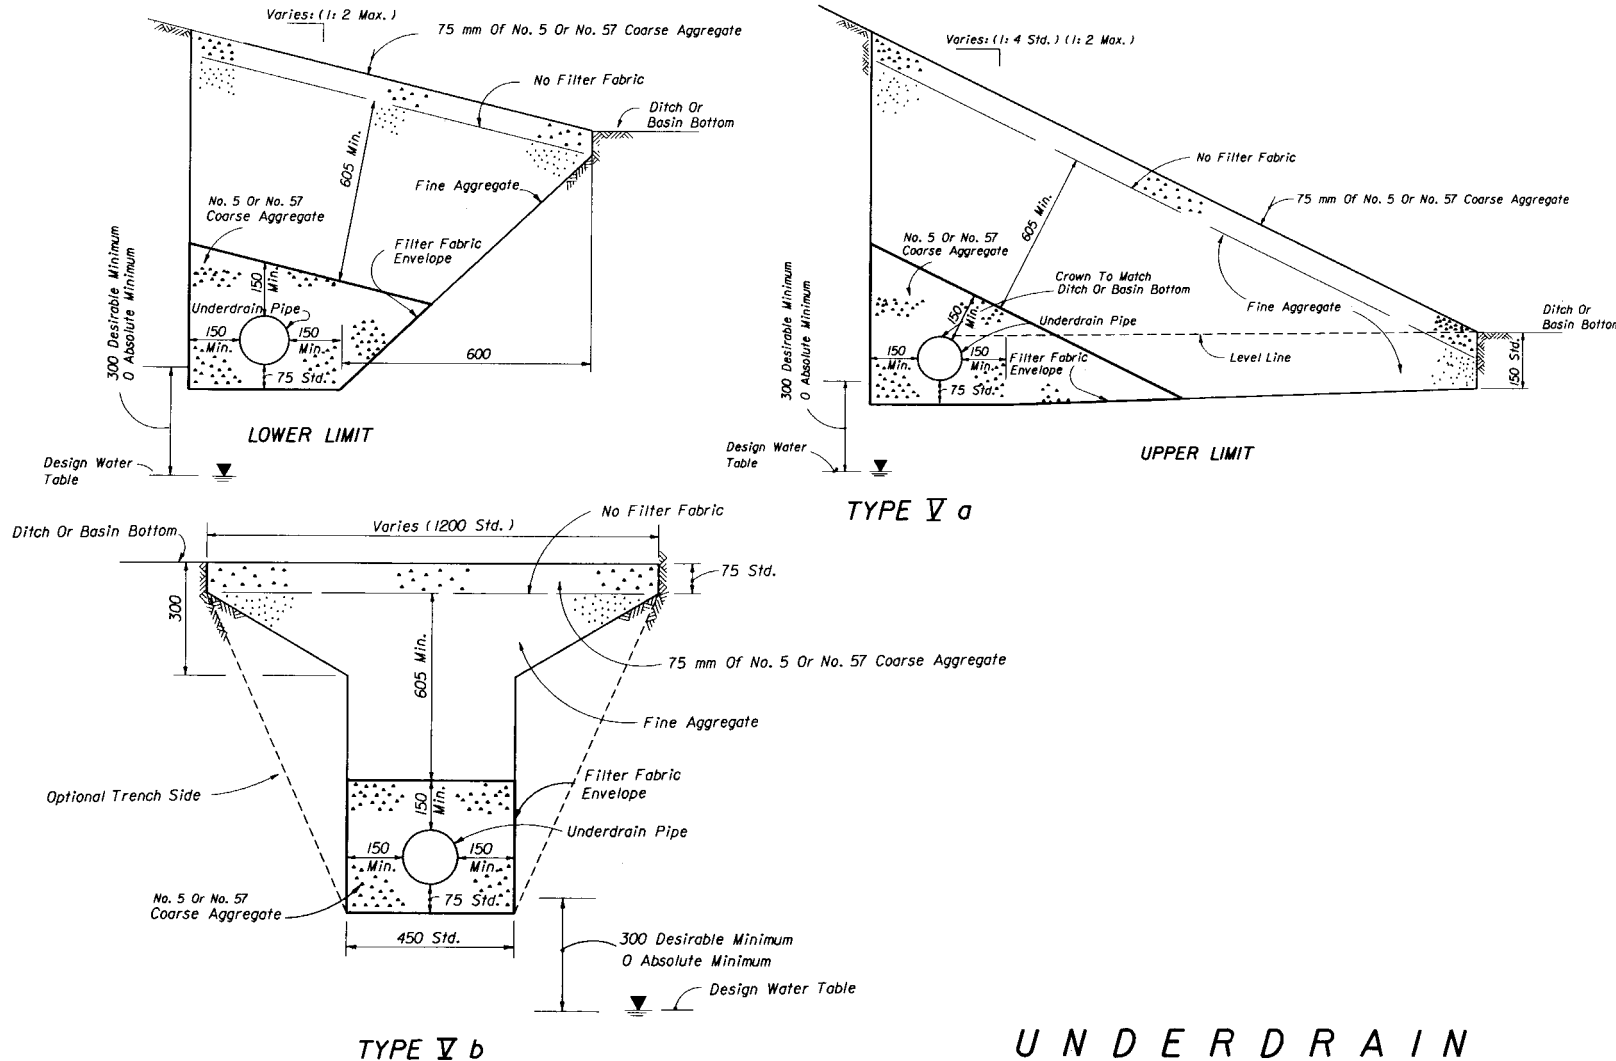 Varies: (1: 2 Max.)
75 mm Of No. 5 Or No. 57 Coarse Aggregate
No Filter Fabric
Ditch Or
Basin Bottom
605 Min.
Fine Aggregate
No. 5 Or No. 57
Coarse Aggregate
Filter Fabric
Envelope
300 Desirable Minimum
0 Absolute Minimum
150
Min.
Underdrain Pipe
150
Min.
150
Min.
600
75 Std.
LOWER LIMIT
Design Water
Table
Varies: (1: 4 Std.) (1: 2 Max.)
No Filter Fabric
75 mm Of No. 5 Or No. 57 Coarse Aggregate
605 Min.
No. 5 Or No. 57
Coarse Aggregate
Crown To Match
Ditch Or Basin Bottom
Fine Aggregate
Ditch Or
Basin Bottom
300 Desirable Minimum
0 Absolute Minimum
150
Min.
Underdrain Pipe
Level Line
150
Min.
150
Min.
Filter Fabric
Envelope
150 Std.
75 Std.
UPPER LIMIT
Design Water
Table
TYPE V a
No Filter Fabric
Ditch Or Basin Bottom
Varies (1200 Std.)
75 Std.
300
605 Min.
75 mm Of No. 5 Or No. 57 Coarse Aggregate
Fine Aggregate
Optional Trench Side
Filter Fabric
Envelope
150
Min.
Underdrain Pipe
150
Min.
150
Min.
No. 5 Or No. 57
Coarse Aggregate
75 Std.
450 Std.
300 Desirable Minimum
0 Absolute Minimum
Design Water Table
TYPE V b
UNDERDRAIN